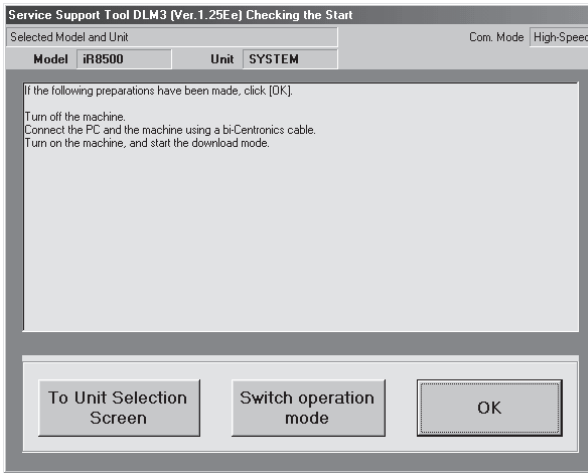 Service Support Tool DLM3 (Ver.1.25Ee) Checking the Start
Selected Model and Unit
Com. Mode High-Speed
Model iR8500 Unit SYSTEM
If the following preparations have been made, click [OK].
Turn off the machine.
Connect the PC and the machine using a bi-Centronics cable.
Turn on the machine, and start the download mode.
To Unit Selection
Screen
Switch operation
mode
OK